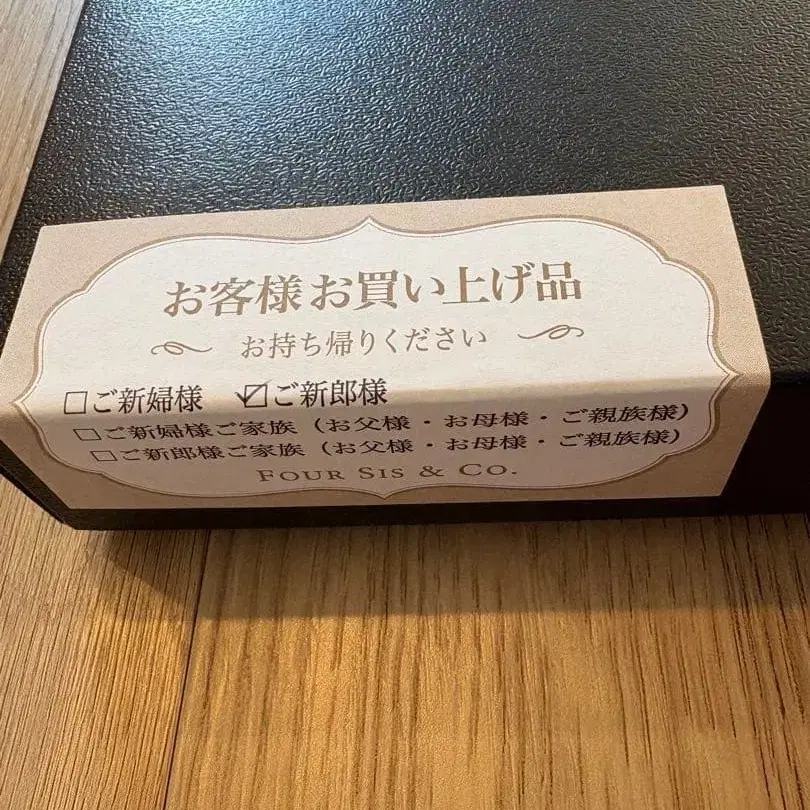 お客様お買い上げ品
お持ち帰りください
□ご新婦様 ☑ご新郎様
□ご新婦様ご家族（お父様・お母様・ご親族様）
□ご新郎様ご家族（お父様・お母様・ご親族様）
FOUR SIS & CO.